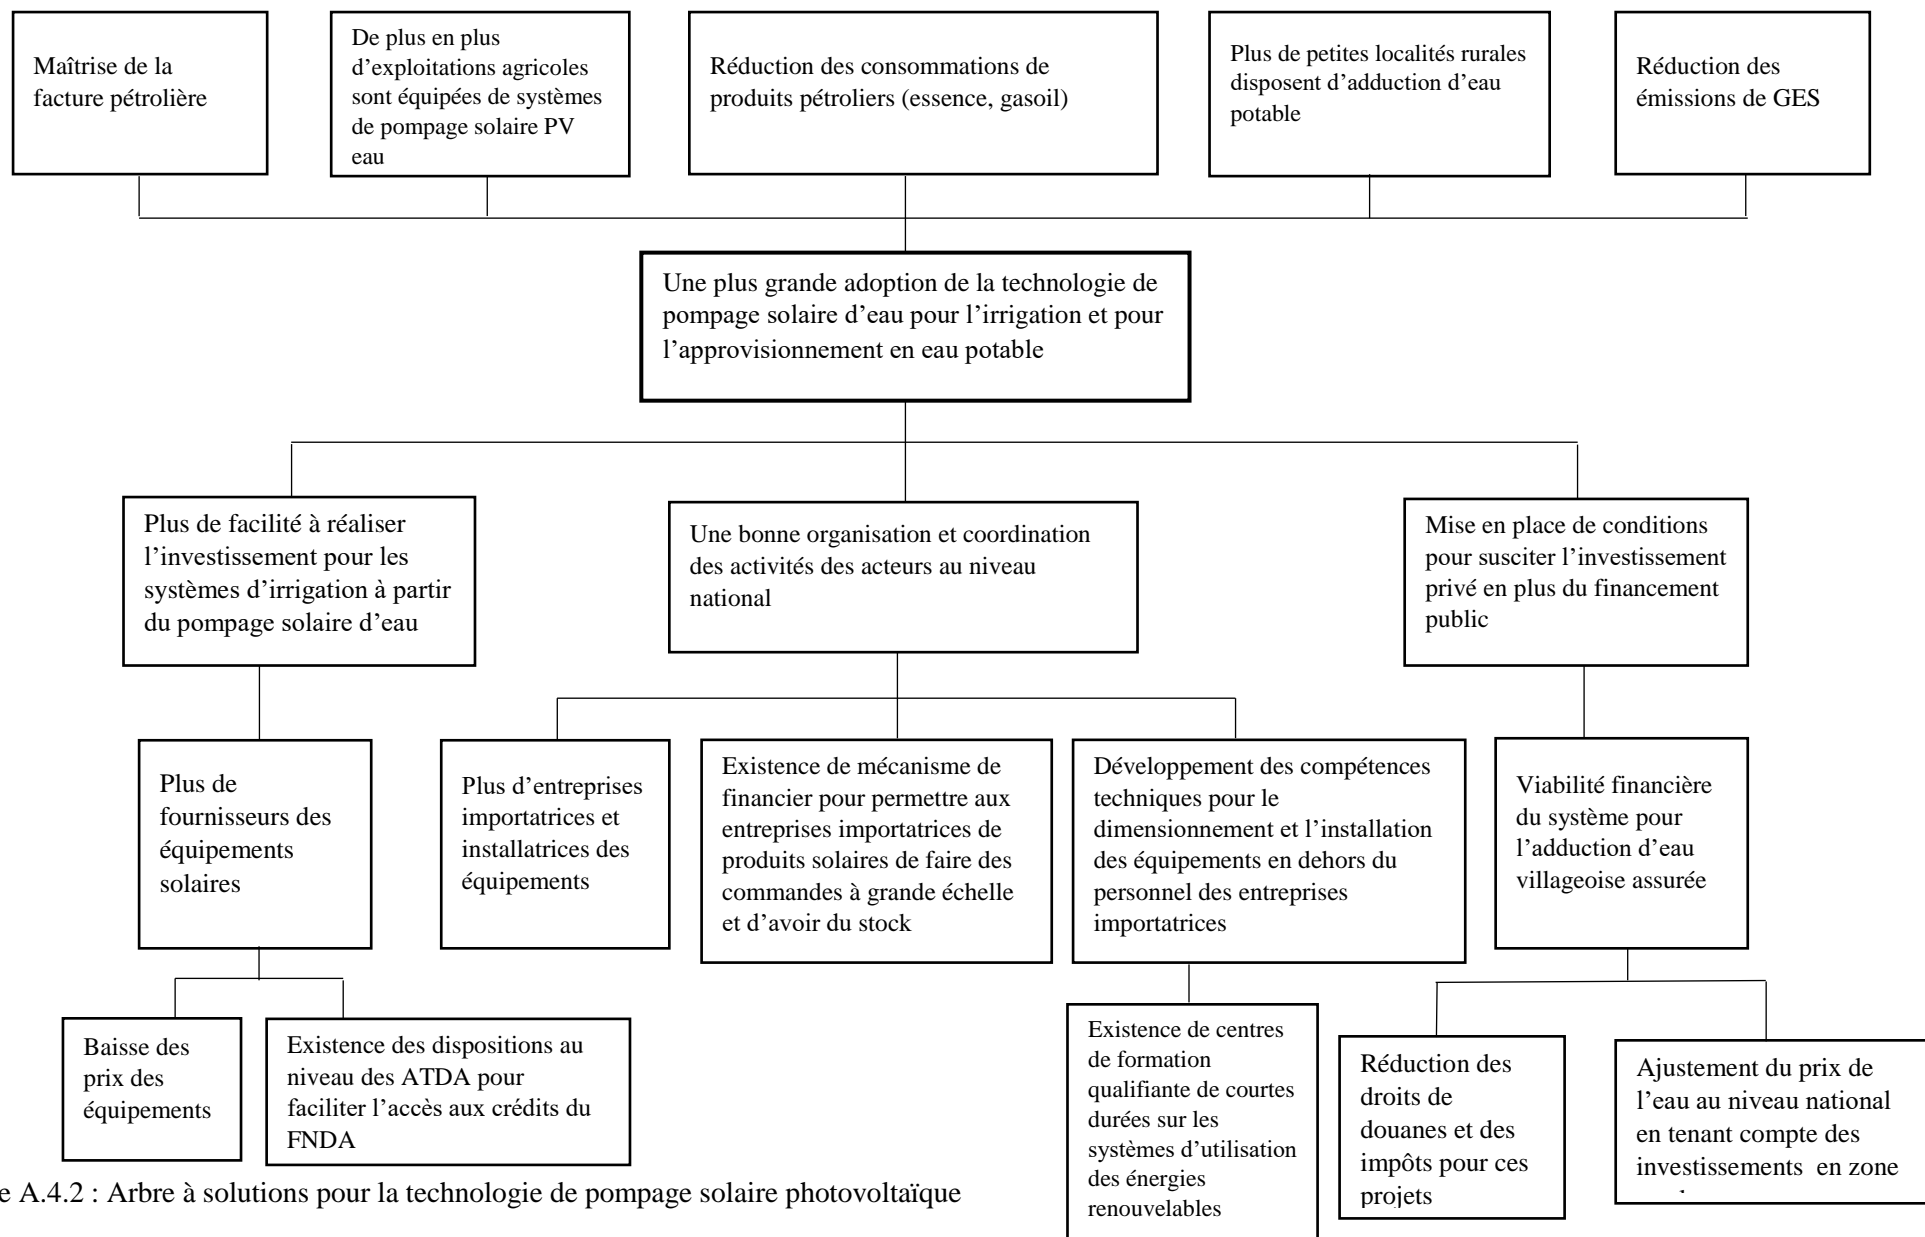 Maîtrise de la
facture pétrolière
De plus en plus
d’exploitations agricoles
sont équipées de systèmes
de pompage solaire PV
eau
Réduction des consommations de
produits pétroliers (essence, gasoil)
Plus de petites localités rurales
disposent d’adduction d’eau
potable
Réduction des
émissions de GES
Une plus grande adoption de la technologie de
pompage solaire d’eau pour l’irrigation et pour
l’approvisionnement en eau potable
Plus de facilité à réaliser
l’investissement pour les
systèmes d’irrigation à partir
du pompage solaire d’eau
Une bonne organisation et coordination
des activités des acteurs au niveau
national
Mise en place de conditions
pour susciter l’investissement
privé en plus du financement
public
Plus de
fournisseurs des
équipements
solaires
Plus d’entreprises
importatrices et
installatrices des
équipements
Existence de mécanisme de
financier pour permettre aux
entreprises importatrices de
produits solaires de faire des
commandes à grande échelle
et d’avoir du stock
Développement des compétences
techniques pour le
dimensionnement et l’installation
des équipements en dehors du
personnel des entreprises
importatrices
Viabilité financière
du système pour
l’adduction d’eau
villageoise assurée
Baisse des
prix des
équipements
Existence des dispositions au
niveau des ATDA pour
faciliter l’accès aux crédits du
FNDA
Existence de centres
de formation
qualifiante de courtes
durées sur les
systèmes d’utilisation
des énergies
renouvelables
Réduction des
droits de
douanes et des
impôts pour ces
projets
Ajustement du prix de
l’eau au niveau national
en tenant compte des
investissements en zone
e A.4.2 : Arbre à solutions pour la technologie de pompage solaire photovoltaïque